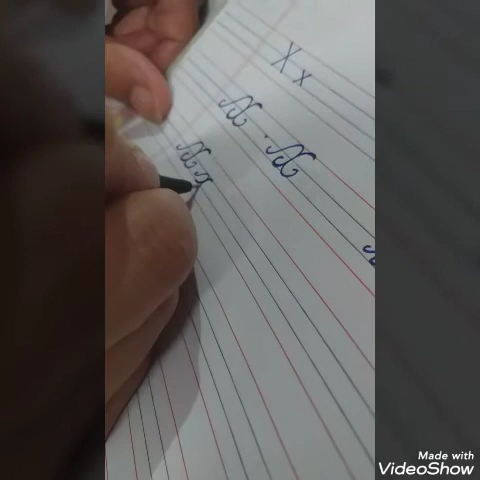 X x
X . X
X
Made with
VideoShow